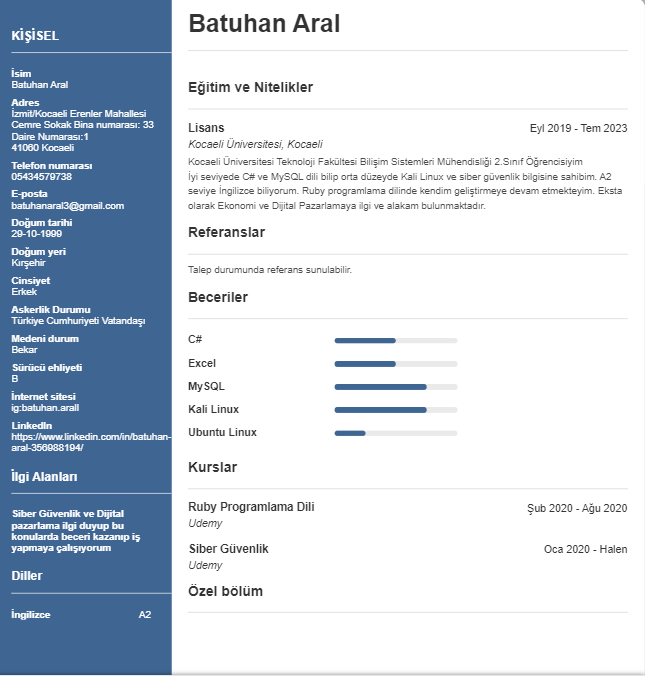 KİŞİSEL
İsim
Batuhan Aral
Adres
İzmit/Kocaeli Erenler Mahallesi
Cemre Sokak Bina numarası: 33
Daire Numarası:1
41060 Kocaeli
Telefon numarası
05434579738
E-posta
batuhanaral3@gmail.com
Doğum tarihi
29-10-1999
Doğum yeri
Kırşehir
Cinsiyet
Erkek
Askerlik Durumu
Türkiye Cumhuriyeti Vatandaşı
Medeni durum
Bekar
Sürücü ehliyeti
B
İnternet sitesi
ig:batuhan.arall
LinkedIn
https://www.linkedin.com/in/batuhan-
aral-356988194/
İlgi Alanları
Siber Güvenlik ve Dijital
pazarlama ilgi duyup bu
konularda beceri kazanıp iş
yapmaya çalışıyorum
Diller
İngilizce A2
Batuhan Aral
Eğitim ve Nitelikler
Lisans Eyl 2019 - Tem 2023
Kocaeli Üniversitesi, Kocaeli
Kocaeli Üniversitesi Teknoloji Fakültesi Bilişim Sistemleri Mühendisliği 2.Sınıf Öğrencisiyim
İyi seviyede C# ve MySQL dili bilip orta düzeyde Kali Linux ve siber güvenlik bilgisine sahibim. A2
seviye İngilizce biliyorum. Ruby programlama dilinde kendim geliştirmeye devam etmekteyim. Eksta
olarak Ekonomi ve Dijital Pazarlamaya ilgi ve alakam bulunmaktadır.
Referanslar
Talep durumunda referans sunulabilir.
Beceriler
C#
Excel
MySQL
Kali Linux
Ubuntu Linux
Kurslar
Ruby Programlama Dili Şub 2020 - Ağu 2020
Udemy
Siber Güvenlik Oca 2020 - Halen
Udemy
Özel bölüm